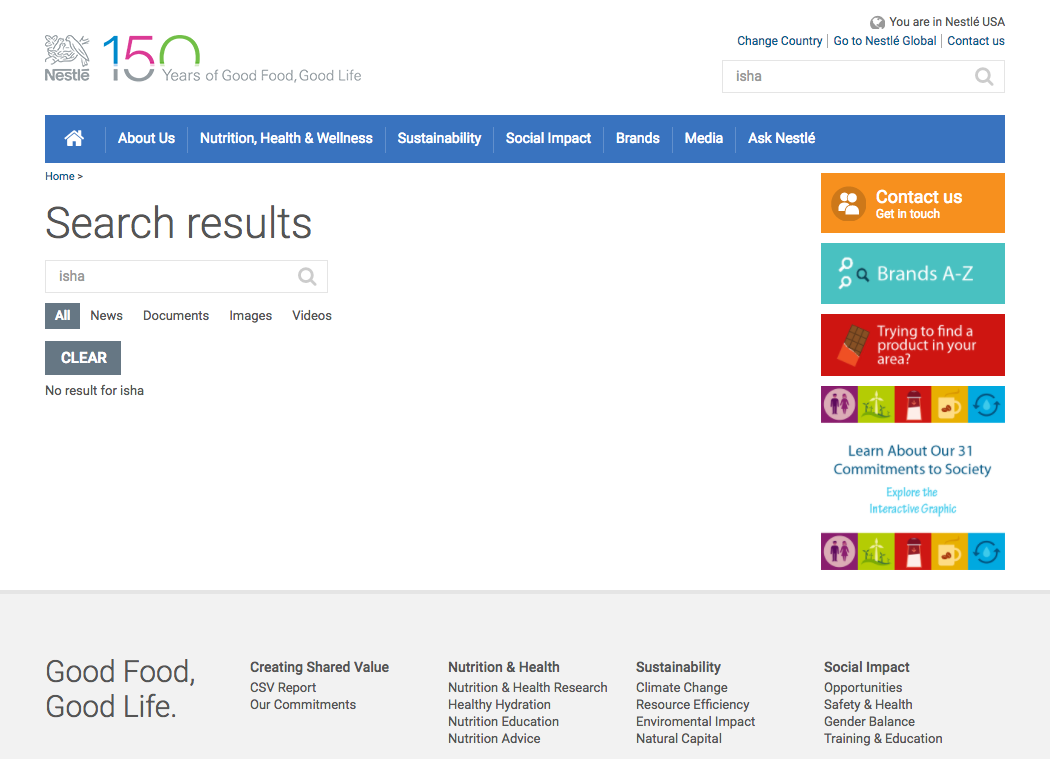 You are in Nestlé USA
Change Country Go to Nestlé Global Contact us
Nestlé
150
Years of Good Food, Good Life
isha
About Us Nutrition, Health & Wellness Sustainability Social Impact Brands Media Ask Nestlé
Home >
Search results
isha
All News Documents Images Videos
CLEAR
No result for isha
Contact us
Get in touch
Brands A-Z
Trying to find a
product in your
area?
Learn About Our 31
Commitments to Society
Explore the
Interactive Graphic
Good Food,
Good Life.
Creating Shared Value
CSV Report
Our Commitments
Nutrition & Health
Nutrition & Health Research
Healthy Hydration
Nutrition Education
Nutrition Advice
Sustainability
Climate Change
Resource Efficiency
Enviromental Impact
Natural Capital
Social Impact
Opportunities
Safety & Health
Gender Balance
Training & Education